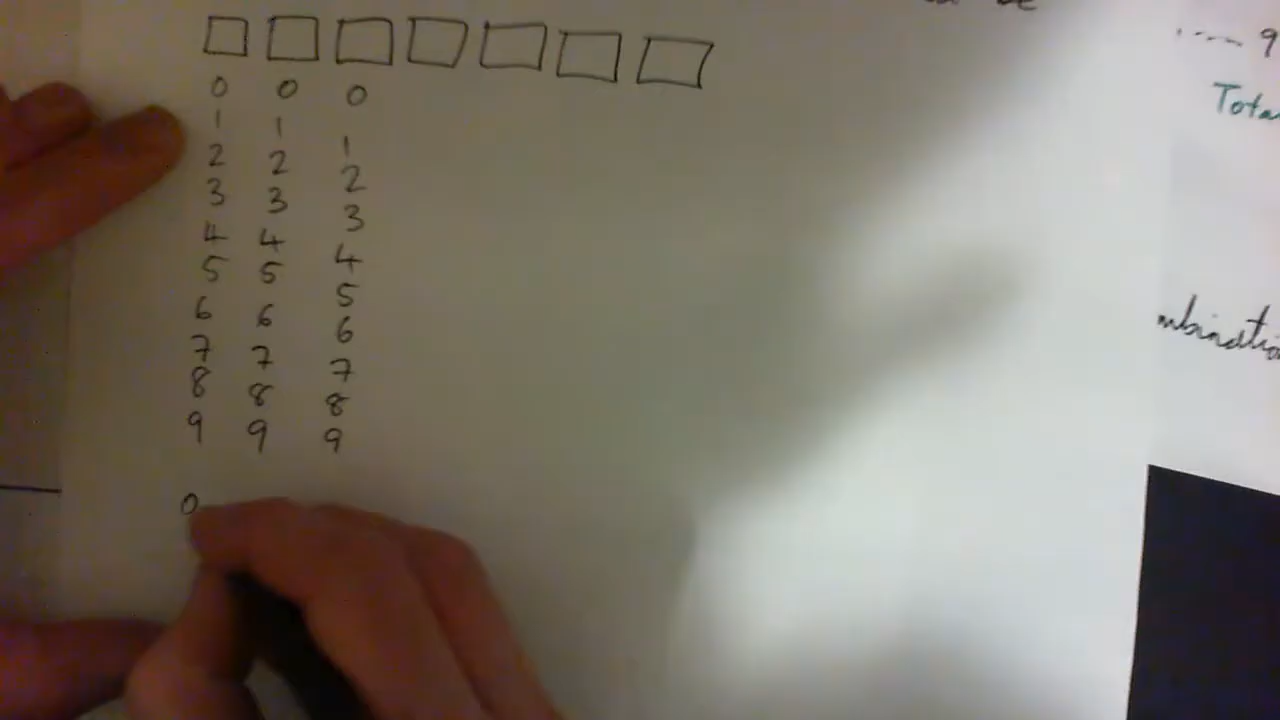 ---- 9
0 0 0
1 1 1
2 2 2
3 3 3
4 4 4
5 5 5
6 6 6
7 7 7
8 8 8
9 9 9
0